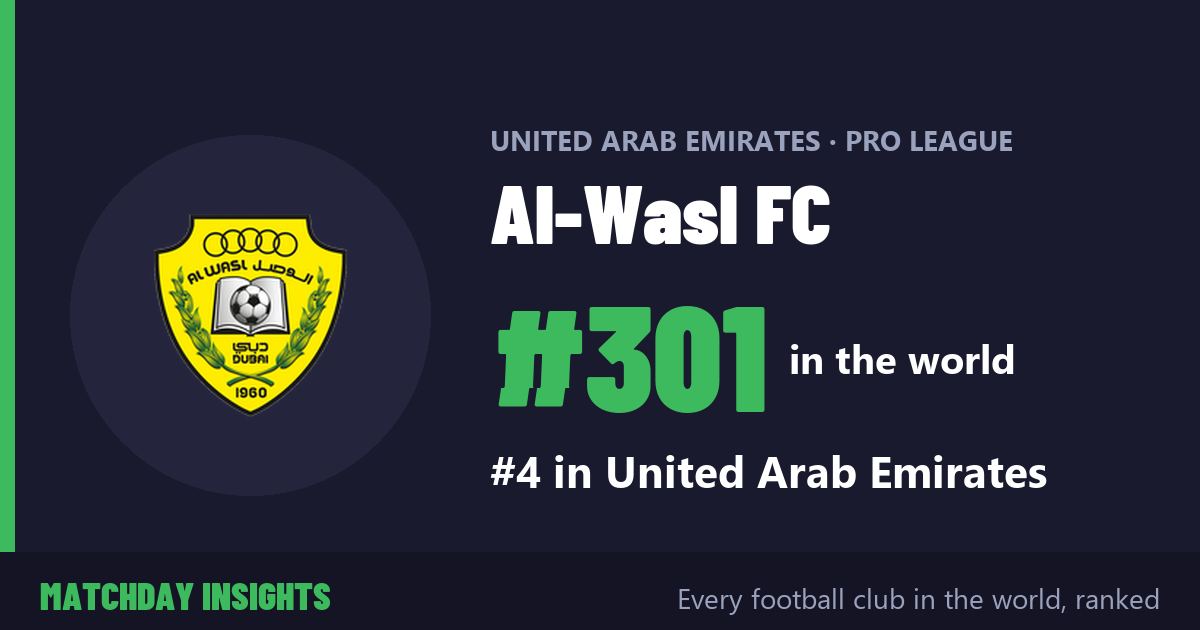 UNITED ARAB EMIRATES · PRO LEAGUE
Al-Wasl FC
#301 in the world
#4 in United Arab Emirates
AL WASL الوصل
دبي
DUBAI
1960
MATCHDAY INSIGHTS
Every football club in the world, ranked